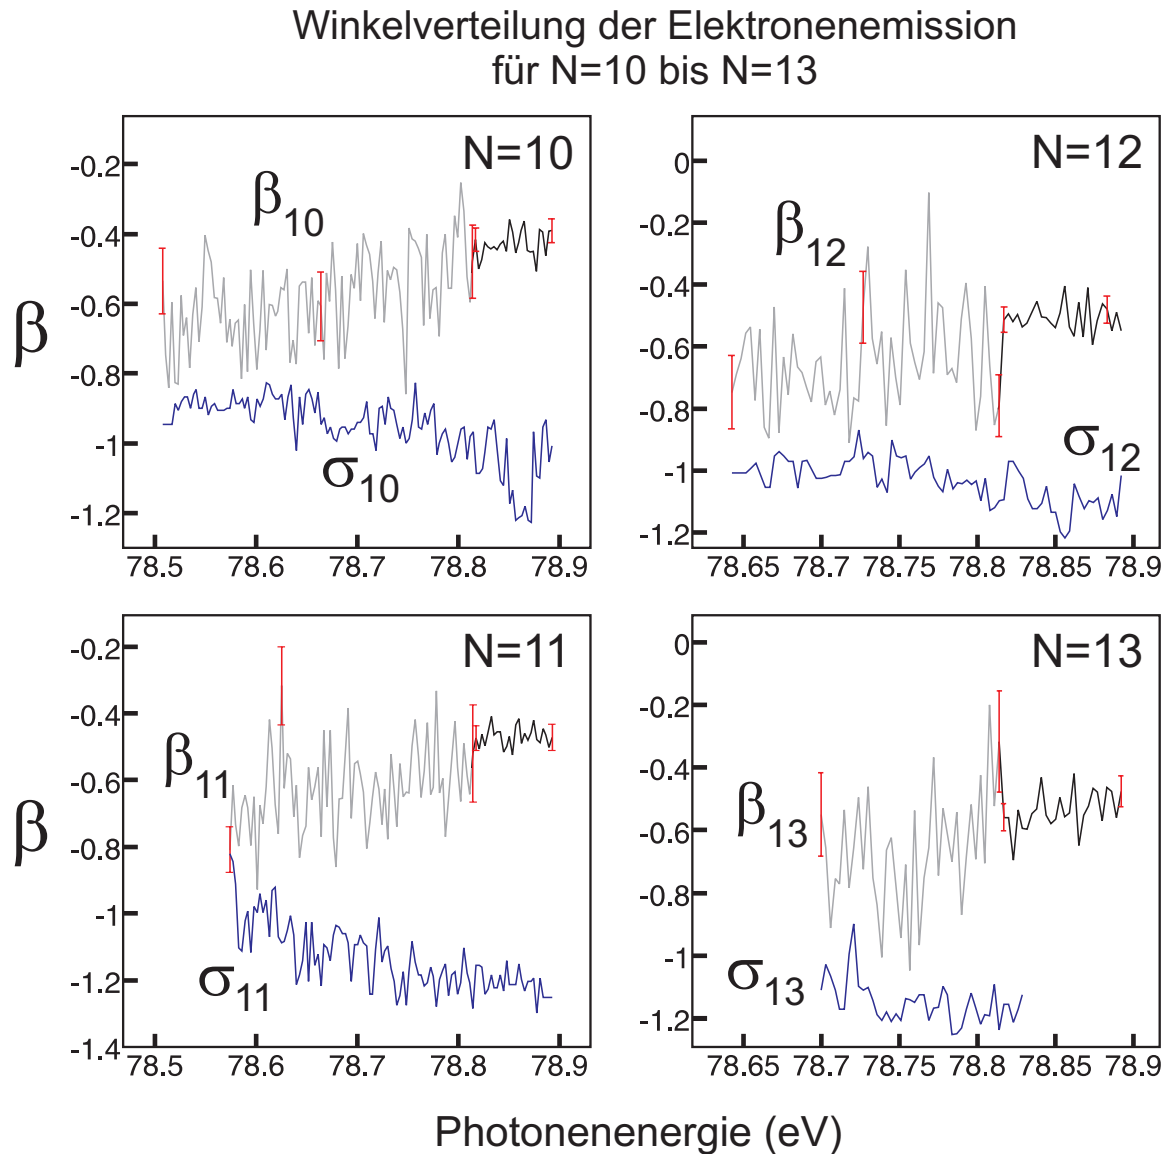 Winkelverteilung der Elektronenemission
für N=10 bis N=13
N=10
-0.2
β10
-0.4
β
-0.6
-0.8
-1
σ10
-1.2
78.5 78.6 78.7 78.8 78.9
N=12
0
-0.2
β12
-0.4
-0.6
-0.8
σ12
-1
-1.2
78.65 78.7 78.75 78.8 78.85 78.9
N=11
-0.2
-0.4
β11
-0.6
β
-0.8
-1
σ11
-1.2
-1.4
78.5 78.6 78.7 78.8 78.9
N=13
0
-0.2
-0.4
β13
-0.6
-0.8
-1
σ13
-1.2
78.65 78.7 78.75 78.8 78.85 78.9
Photonenenergie (eV)